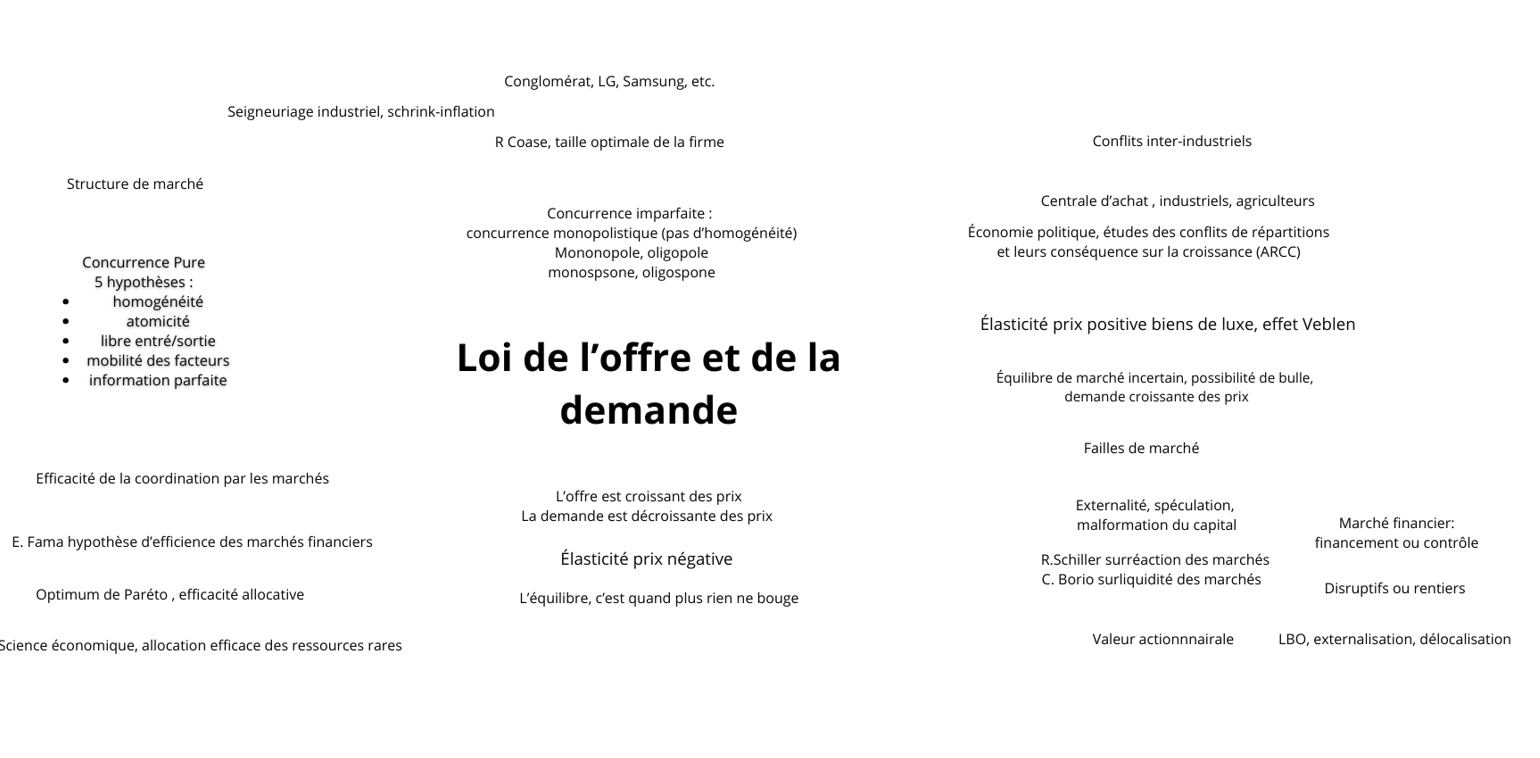 Conglomérat, LG, Samsung, etc.
Seigneuriage industriel, schrink-inflation
R Coase, taille optimale de la firme
Conflits inter-industriels
Structure de marché
Centrale d’achat , industriels, agriculteurs
Concurrence imparfaite :
concurrence monopolistique (pas d’homogénéité)
Mononopole, oligopole
monospsone, oligospone
Économie politique, études des conflits de répartitions
et leurs conséquence sur la croissance (ARCC)
Concurrence Pure
5 hypothèses :
• homogénéité
• atomicité
• libre entré/sortie
• mobilité des facteurs
• information parfaite
Élasticité prix positive biens de luxe, effet Veblen
Loi de l’offre et de la
demande
Équilibre de marché incertain, possibilité de bulle,
demande croissante des prix
Failles de marché
Efficacité de la coordination par les marchés
L’offre est croissant des prix
La demande est décroissante des prix
Externalité, spéculation,
malformation du capital
Marché financier:
financement ou contrôle
E. Fama hypothèse d’efficience des marchés financiers
Élasticité prix négative
R.Schiller surréaction des marchés
C. Borio surliquidité des marchés
Disruptifs ou rentiers
Optimum de Paréto , efficacité allocative
L’équilibre, c’est quand plus rien ne bouge
Science économique, allocation efficace des ressources rares
Valeur actionnnairale
LBO, externalisation, délocalisation